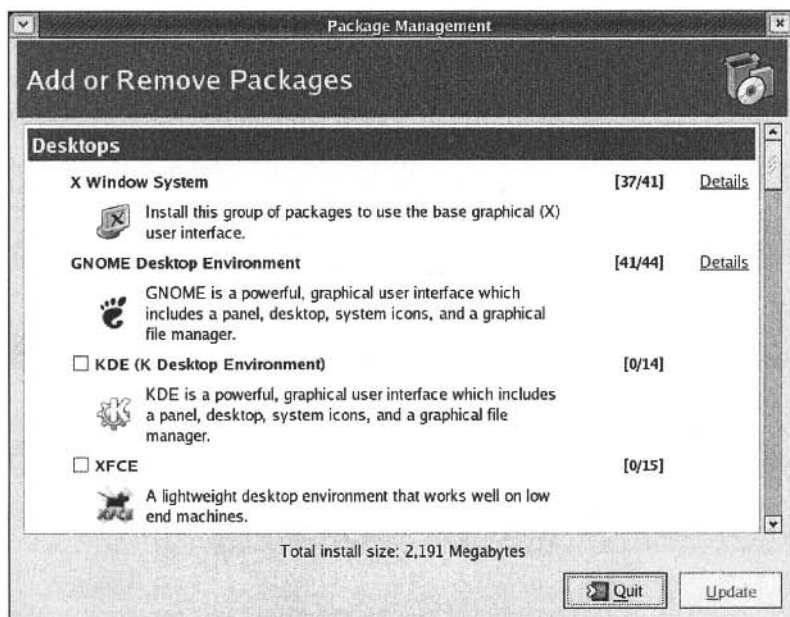 Package Management
Add or Remove Packages
Desktops
X Window System [37/41] Details
Install this group of packages to use the base graphical (X)
user interface.
GNOME Desktop Environment [41/44] Details
GNOME is a powerful, graphical user interface which
includes a panel, desktop, system icons, and a graphical
file manager.
KDE (K Desktop Environment) [0/14]
KDE is a powerful, graphical user interface which includes
a panel, desktop, system icons, and a graphical file
manager.
XFCE [0/15]
A lightweight desktop environment that works well on low
end machines.
Total install size: 2,191 Megabytes
Quit Update